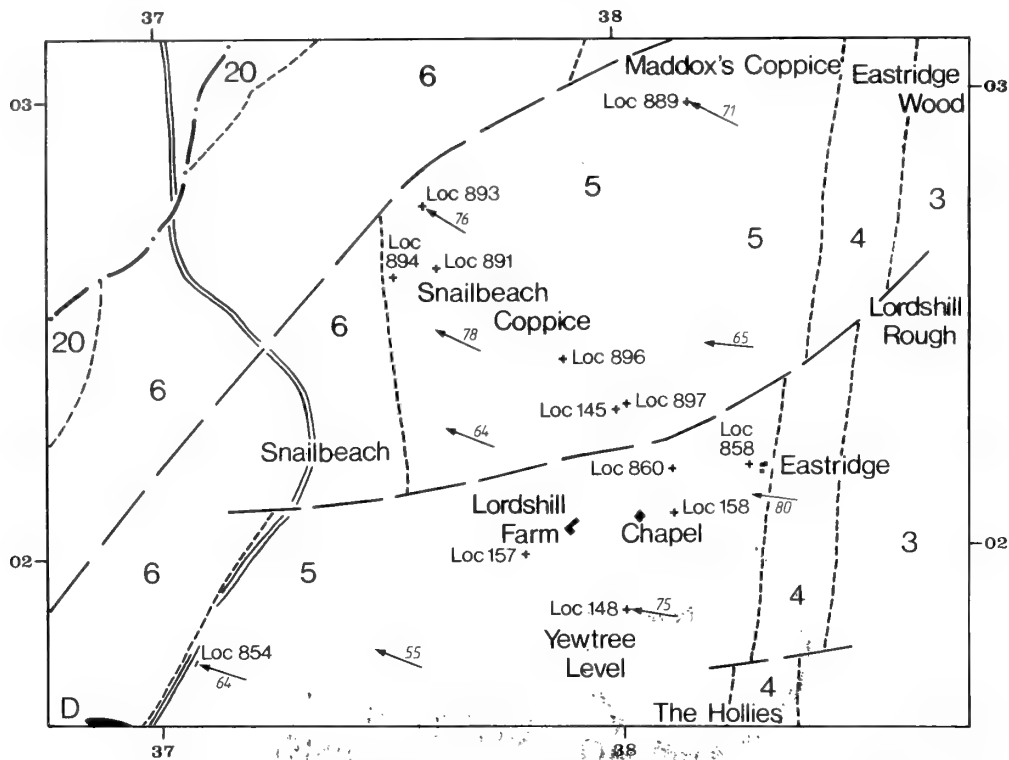 37
38
20
6
Maddox's Coppice
Eastridge
Wood
03
03
Loc 889
71
5
3
Loc 893
76
5
4
Loc
894
Loc 891
Snailbeach
Coppice
6
Lordshill
Rough
20
78
65
6
Loc 896
Loc 145
Loc 897
64
Loc
858
Snailbeach
Loc 860
Eastridge
Lordshill
Farm
Chapel
Loc 158
80
3
02
02
6
5
Loc 157
4
Loc 148
75
Yewtree
Level
Loc 854
64
55
4
D
The Hollies
37
38